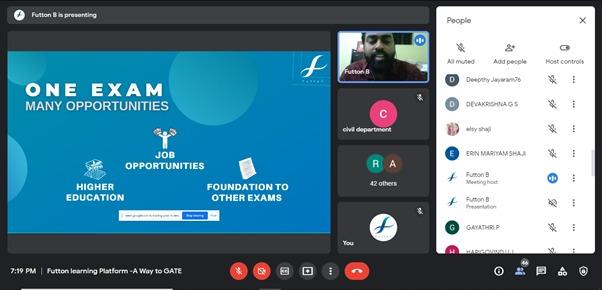 Futton B is presenting
ONE EXAM
MANY OPPORTUNITIES
JOB
OPPORTUNITIES
HIGHER
EDUCATION
FOUNDATION TO
OTHER EXAMS
Stop sharing
Hide
FUTTON
Futton B
C
civil department
R
A
42 others
You
People
All muted
Add people
Host controls
D
Deepthy Jayaram76
D
DEVAKRISHNA G S
elsy shaji
E
ERIN MARIYAM SHAJI
Futton B
Meeting host
Futton B
Presentation
G
GAYATHRI P
H
HARIGOVIND U J
7:19 PM | Futton learning Platform -A Way to GATE
46